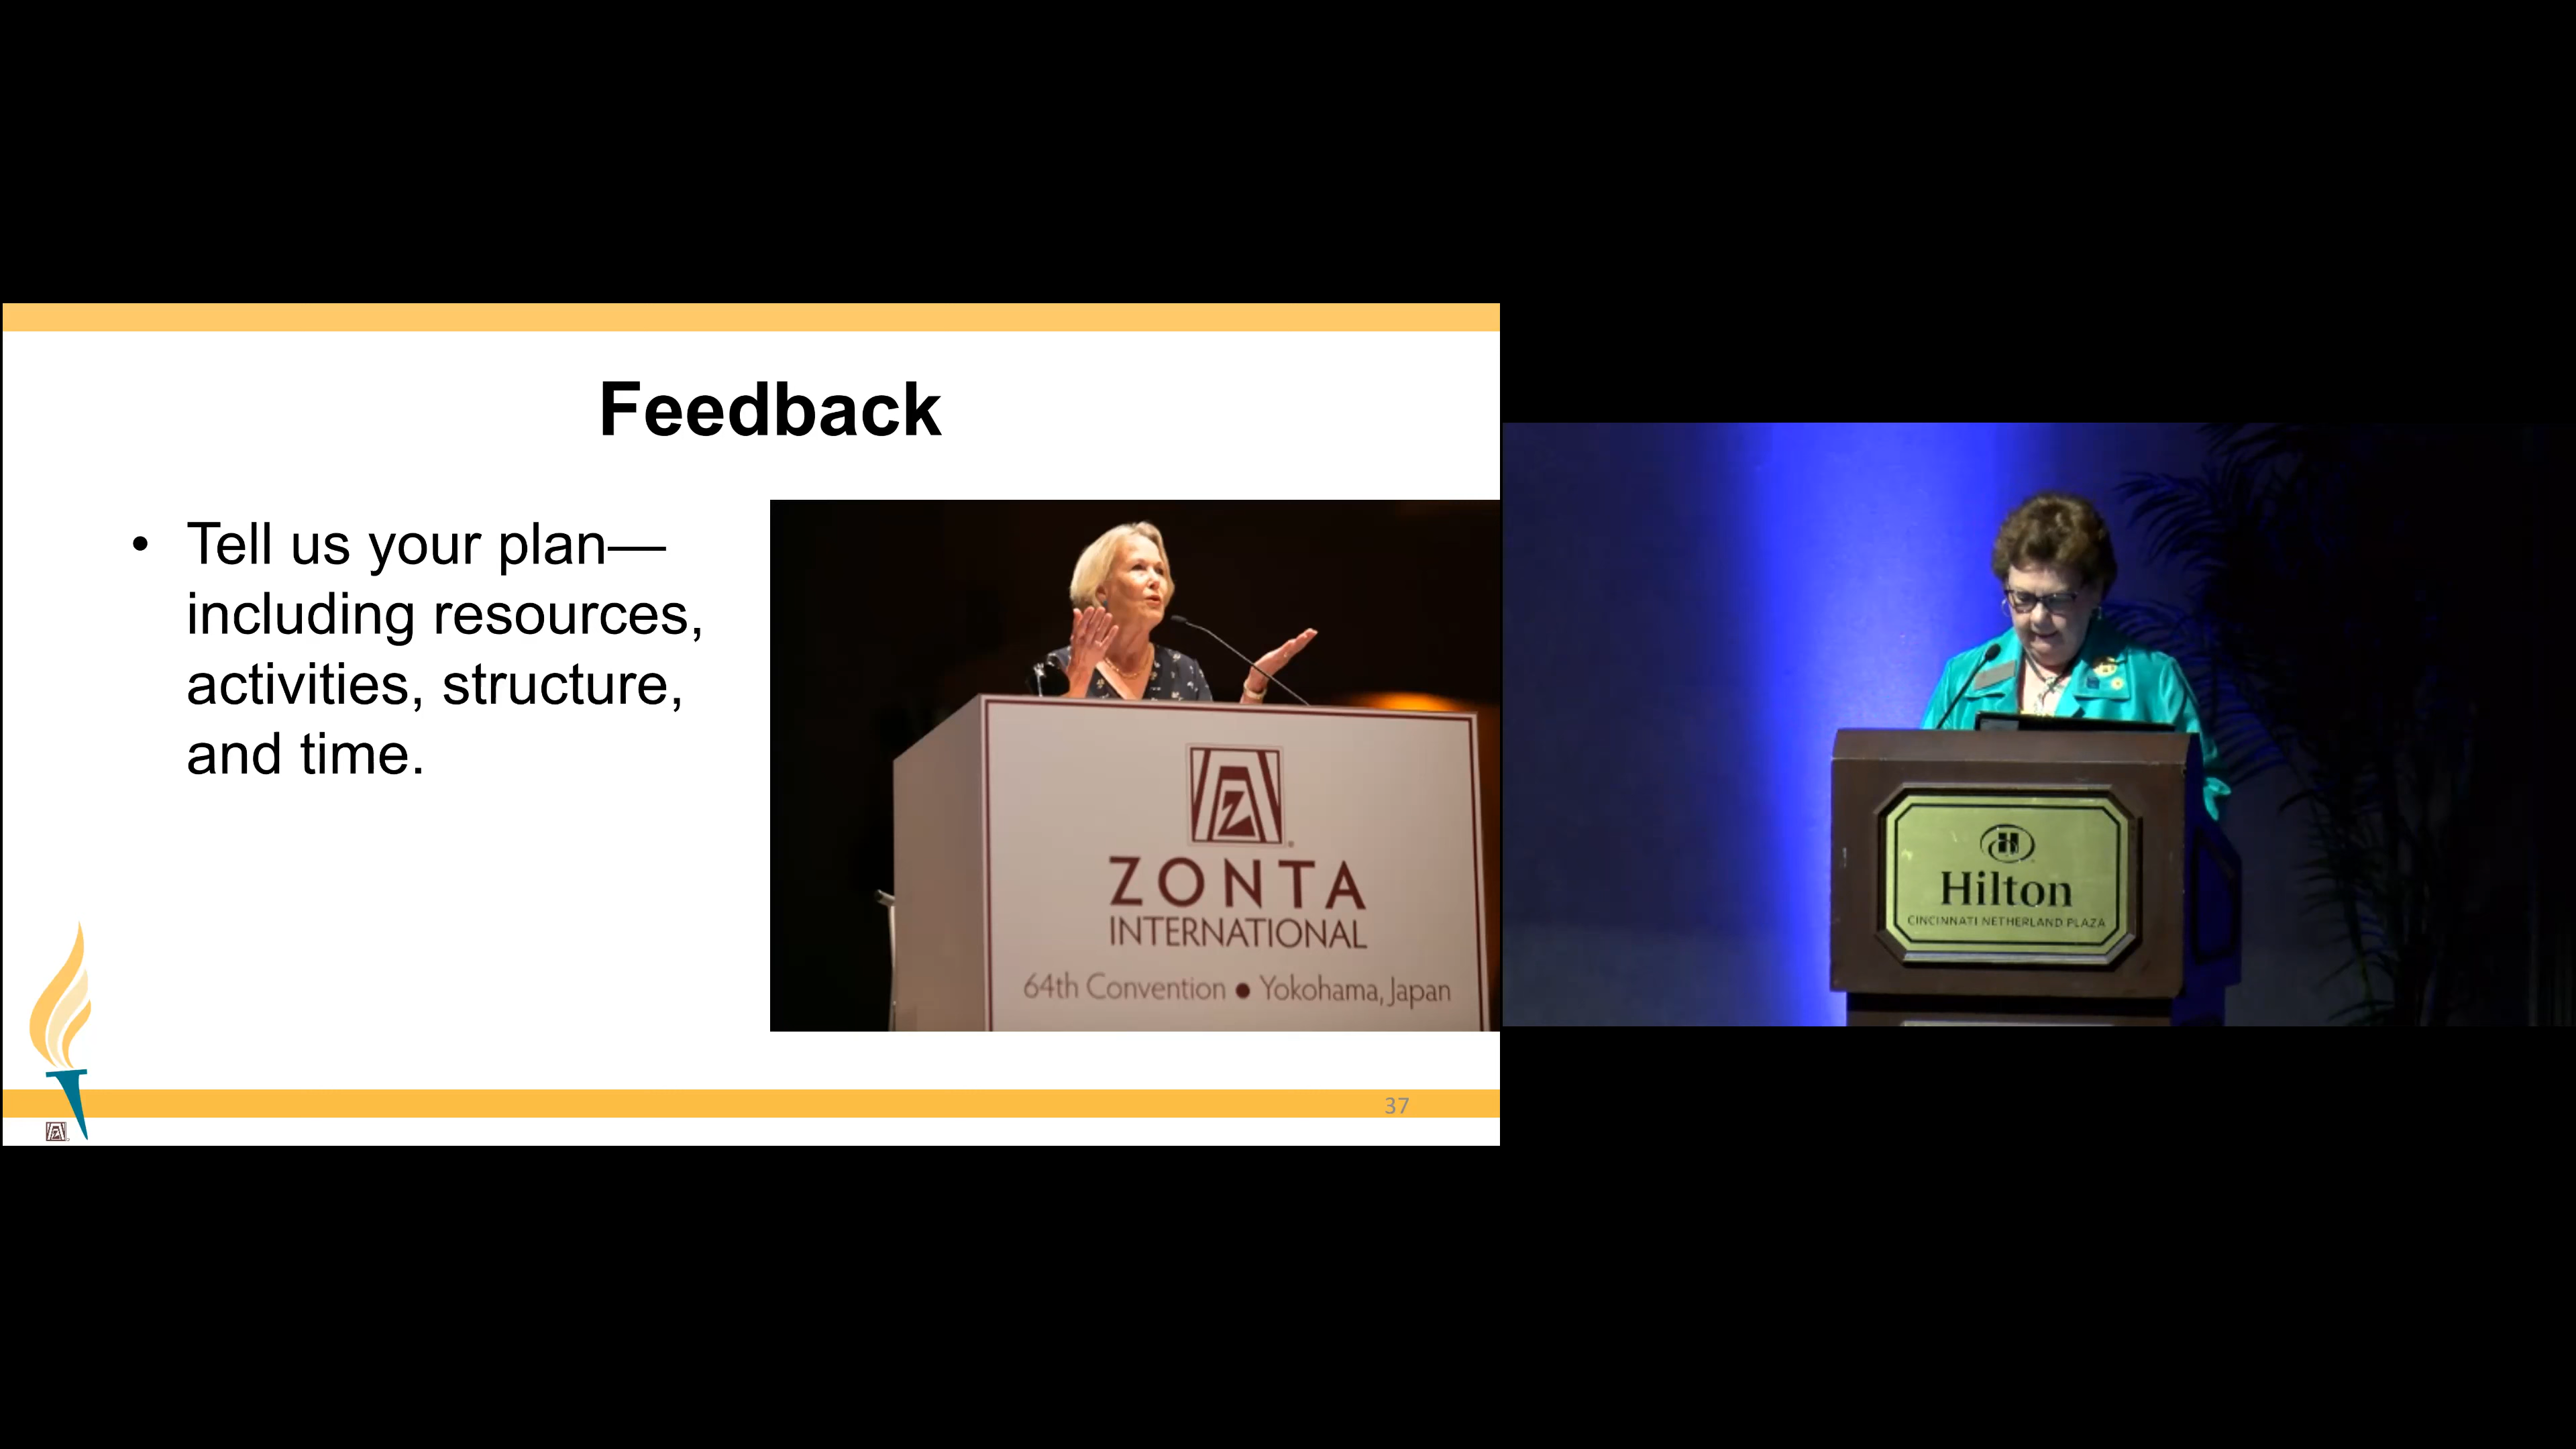 Feedback
• Tell us your plan—
including resources,
activities, structure,
and time.
Z
ZONTA
INTERNATIONAL
64th Convention • Yokohama, Japan
37
Z
H
Hilton
CINCINNATI NETHERLAND PLAZA